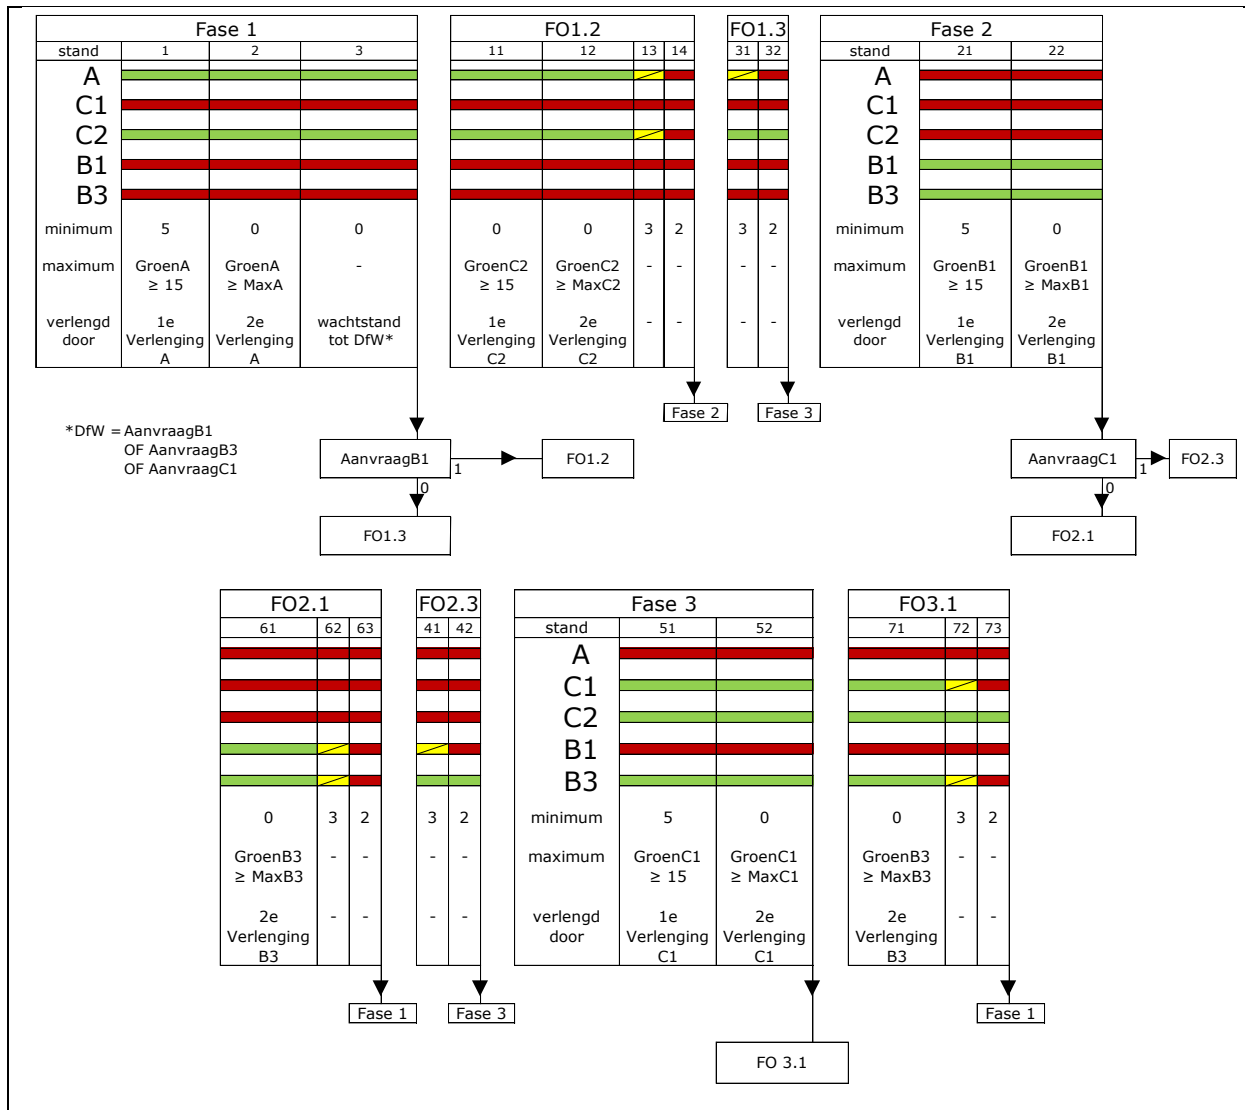 Fase 1
stand 1 2 3
A
C1
C2
B1
B3
minimum 5 0 0
maximum GroenA GroenA -
≥ 15 ≥ MaxA
verlengd 1e 2e wachtstand
door Verlenging Verlenging tot DfW*
A A
FO1.2
11 12 13 14
0 0 3 2
GroenC2 GroenC2 - -
≥ 15 ≥ MaxC2
1e 2e - -
Verlenging Verlenging
C2 C2
Fase 2
FO1.3
31 32
3 2
- -
- -
Fase 3
Fase 2
stand 21 22
A
C1
C2
B1
B3
minimum 5 0
maximum GroenB1 GroenB1
≥ 15 ≥ MaxB1
verlengd 1e 2e
door Verlenging Verlenging
B1 B1
*DfW = AanvraagB1
OF AanvraagB3
OF AanvraagC1
AanvraagB1 1 FO1.2
0
FO1.3
AanvraagC1 1 FO2.3
0
FO2.1
FO2.1
61 62 63
0 3 2
GroenB3 - -
≥ MaxB3
2e - -
Verlenging
B3
Fase 1
FO2.3
41 42
3 2
- -
- -
Fase 3
Fase 3
stand 51 52
A
C1
C2
B1
B3
minimum 5 0
maximum GroenC1 GroenC1
≥ 15 ≥ MaxC1
verlengd 1e 2e
door Verlenging Verlenging
C1 C1
FO 3.1
FO3.1
71 72 73
0 3 2
GroenB3 - -
≥ MaxB3
2e - -
Verlenging
B3
Fase 1